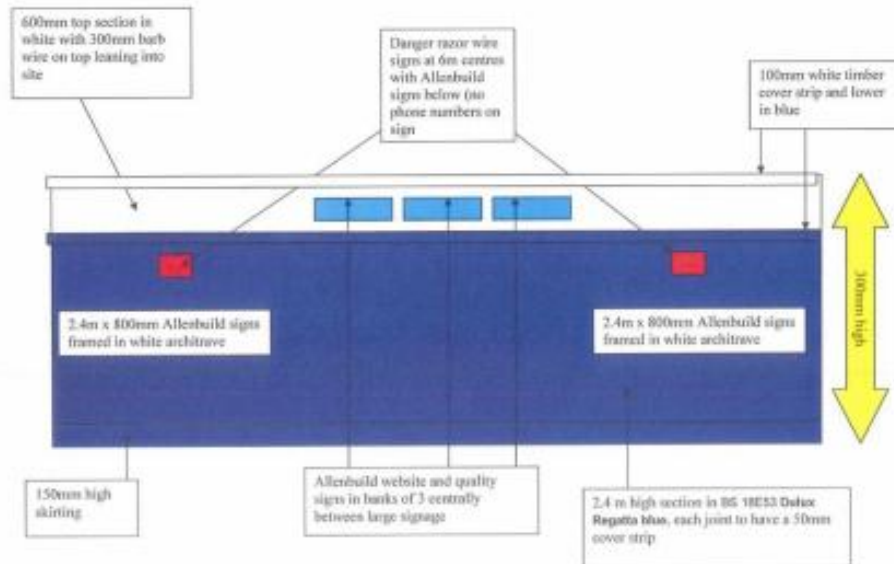 600mm top section in
white with 300mm barb
wire on top leaning into
site
Danger razor wire
signs at 6m centres
with Allenbuild
signs below (no
phone numbers on
sign
100mm white timber
cover strip and lower
in blue
300mm high
2.4m x 800mm Allenbuild signs
framed in white architrave
2.4m x 800mm Allenbuild signs
framed in white architrave
150mm high
skirting
Allenbuild website and quality
signs in banks of 3 centrally
between large signage
2.4 m high section in BS 18E53 Dulux
Regatta blue, each joint to have a 50mm
cover strip